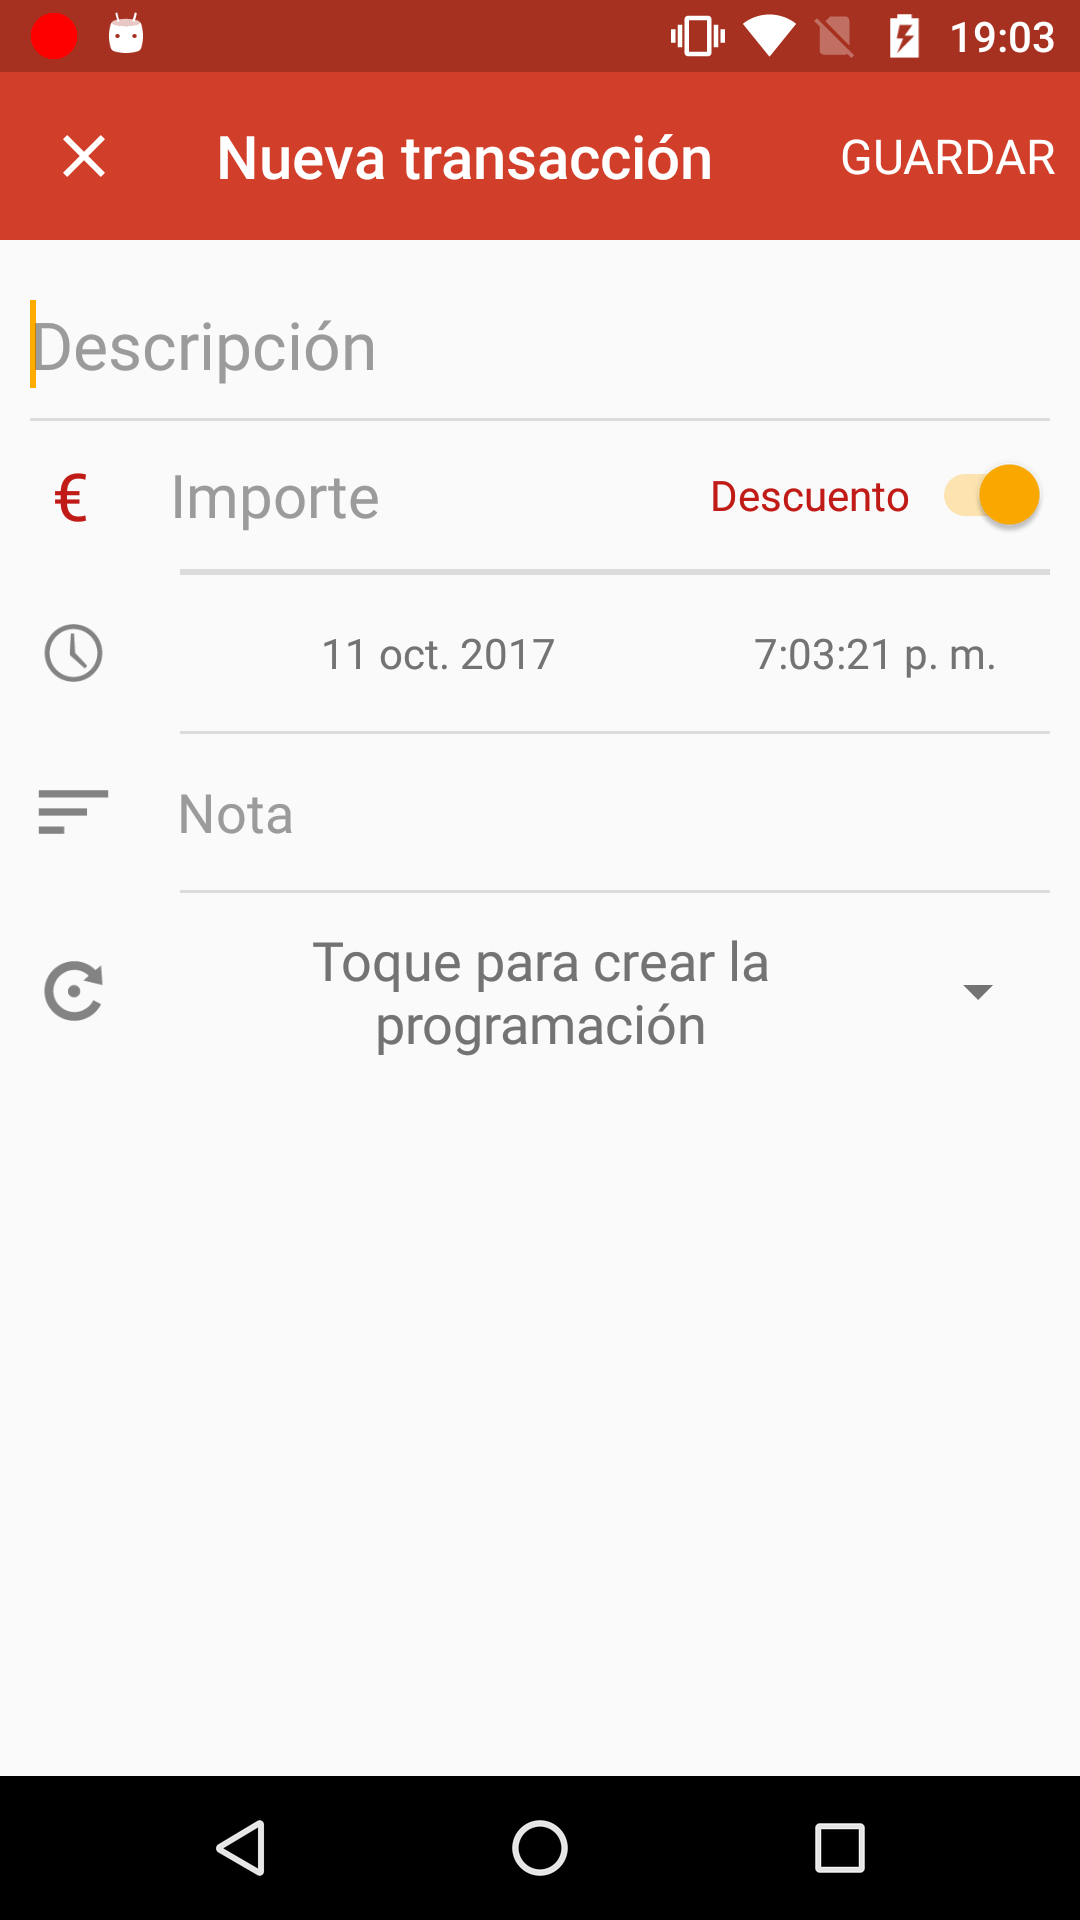 19:03
Nueva transacción
GUARDAR
Descripción
€
Importe
Descuento
11 oct. 2017
7:03:21 p. m.
Nota
Toque para crear la
programación